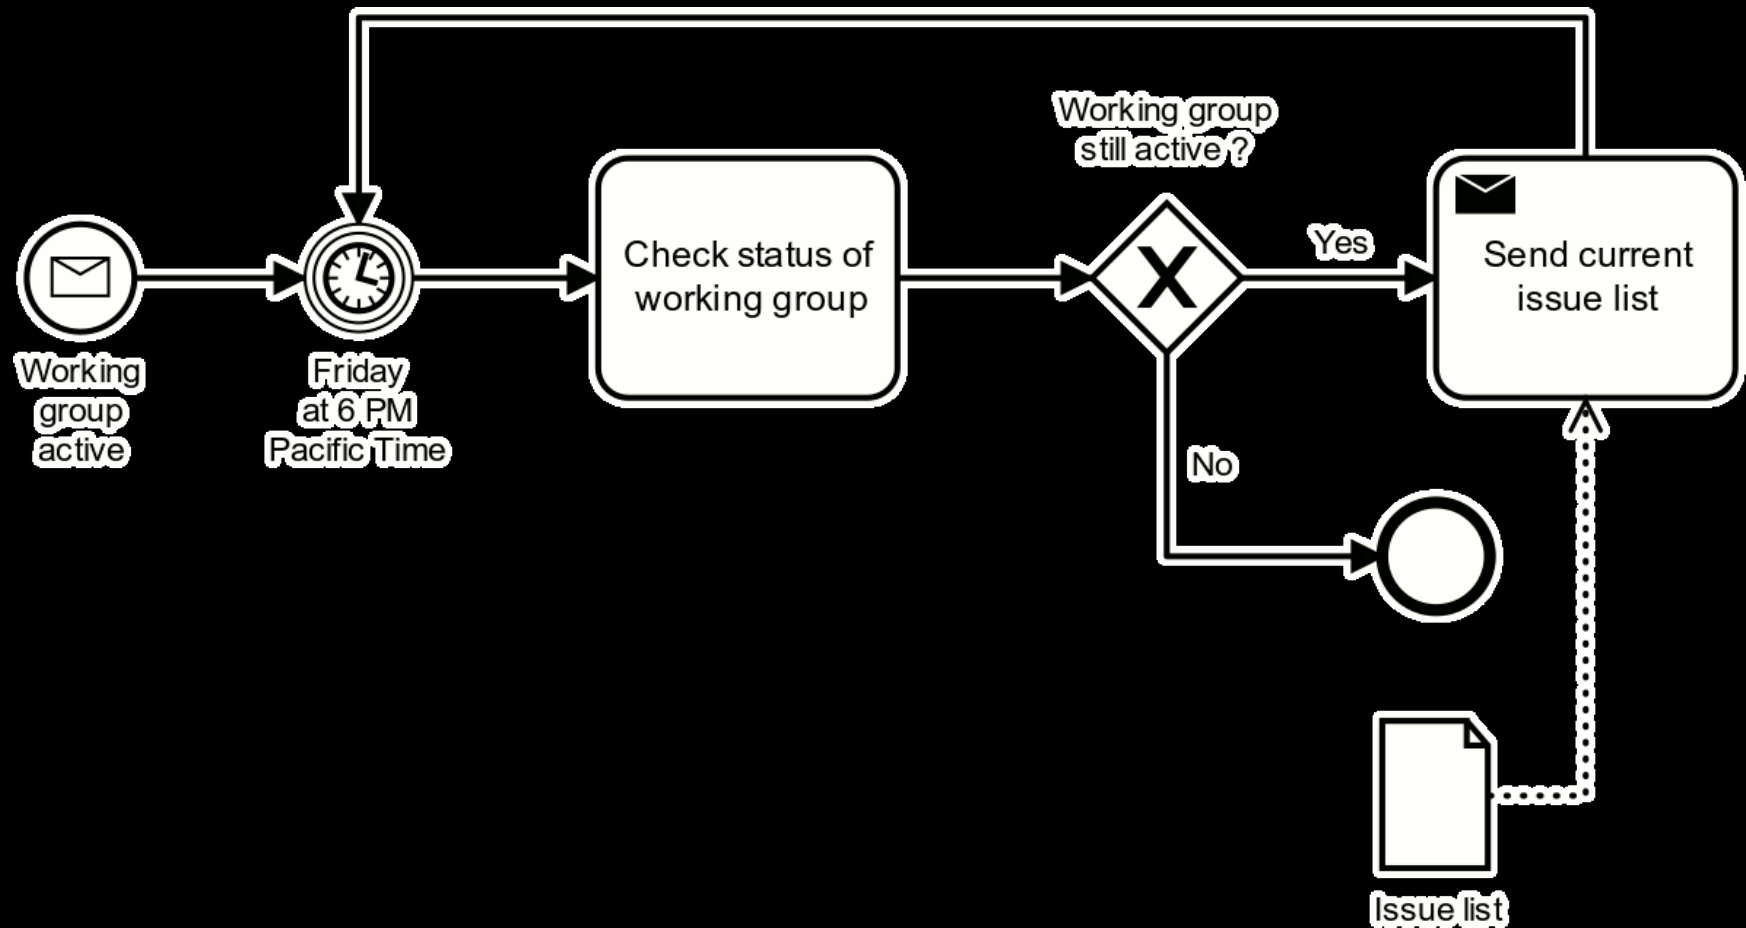 Working group
still active ?
Check status of
working group
Yes
Send current
issue list
X
Working
group
active
Friday
at 6 PM
Pacific Time
No
Issue list